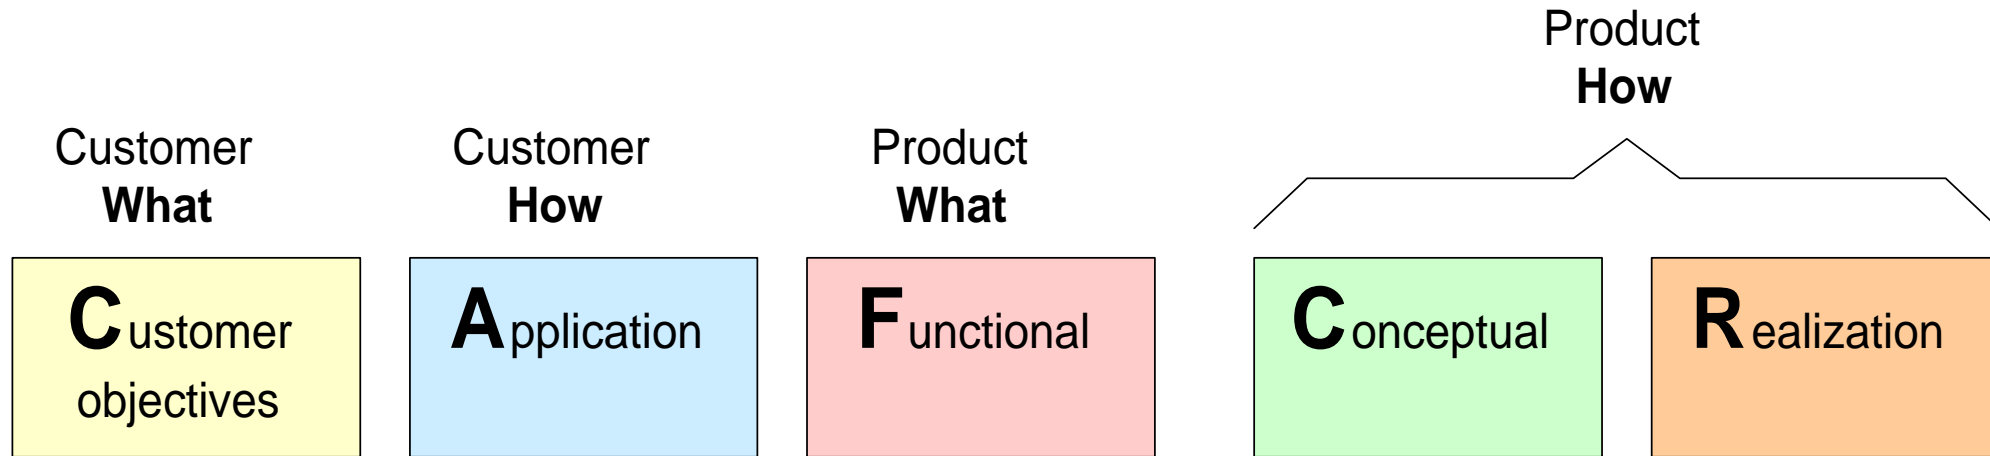 Product
How
Customer
What
Customer
How
Product
What
Customer
objectives
Application
Functional
Conceptual
Realization